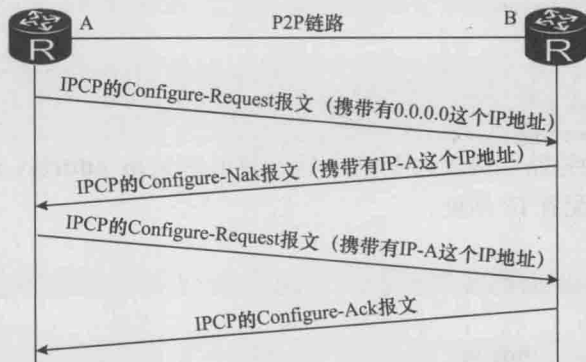 A
P2P链路
B
R
R
IPCP的Configure-Request报文（携带有0.0.0.0这个IP地址）
IPCP的Configure-Nak报文（携带有IP-A这个IP地址）
IPCP的Configure-Request报文（携带有IP-A这个IP地址）
IPCP的Configure-Ack报文